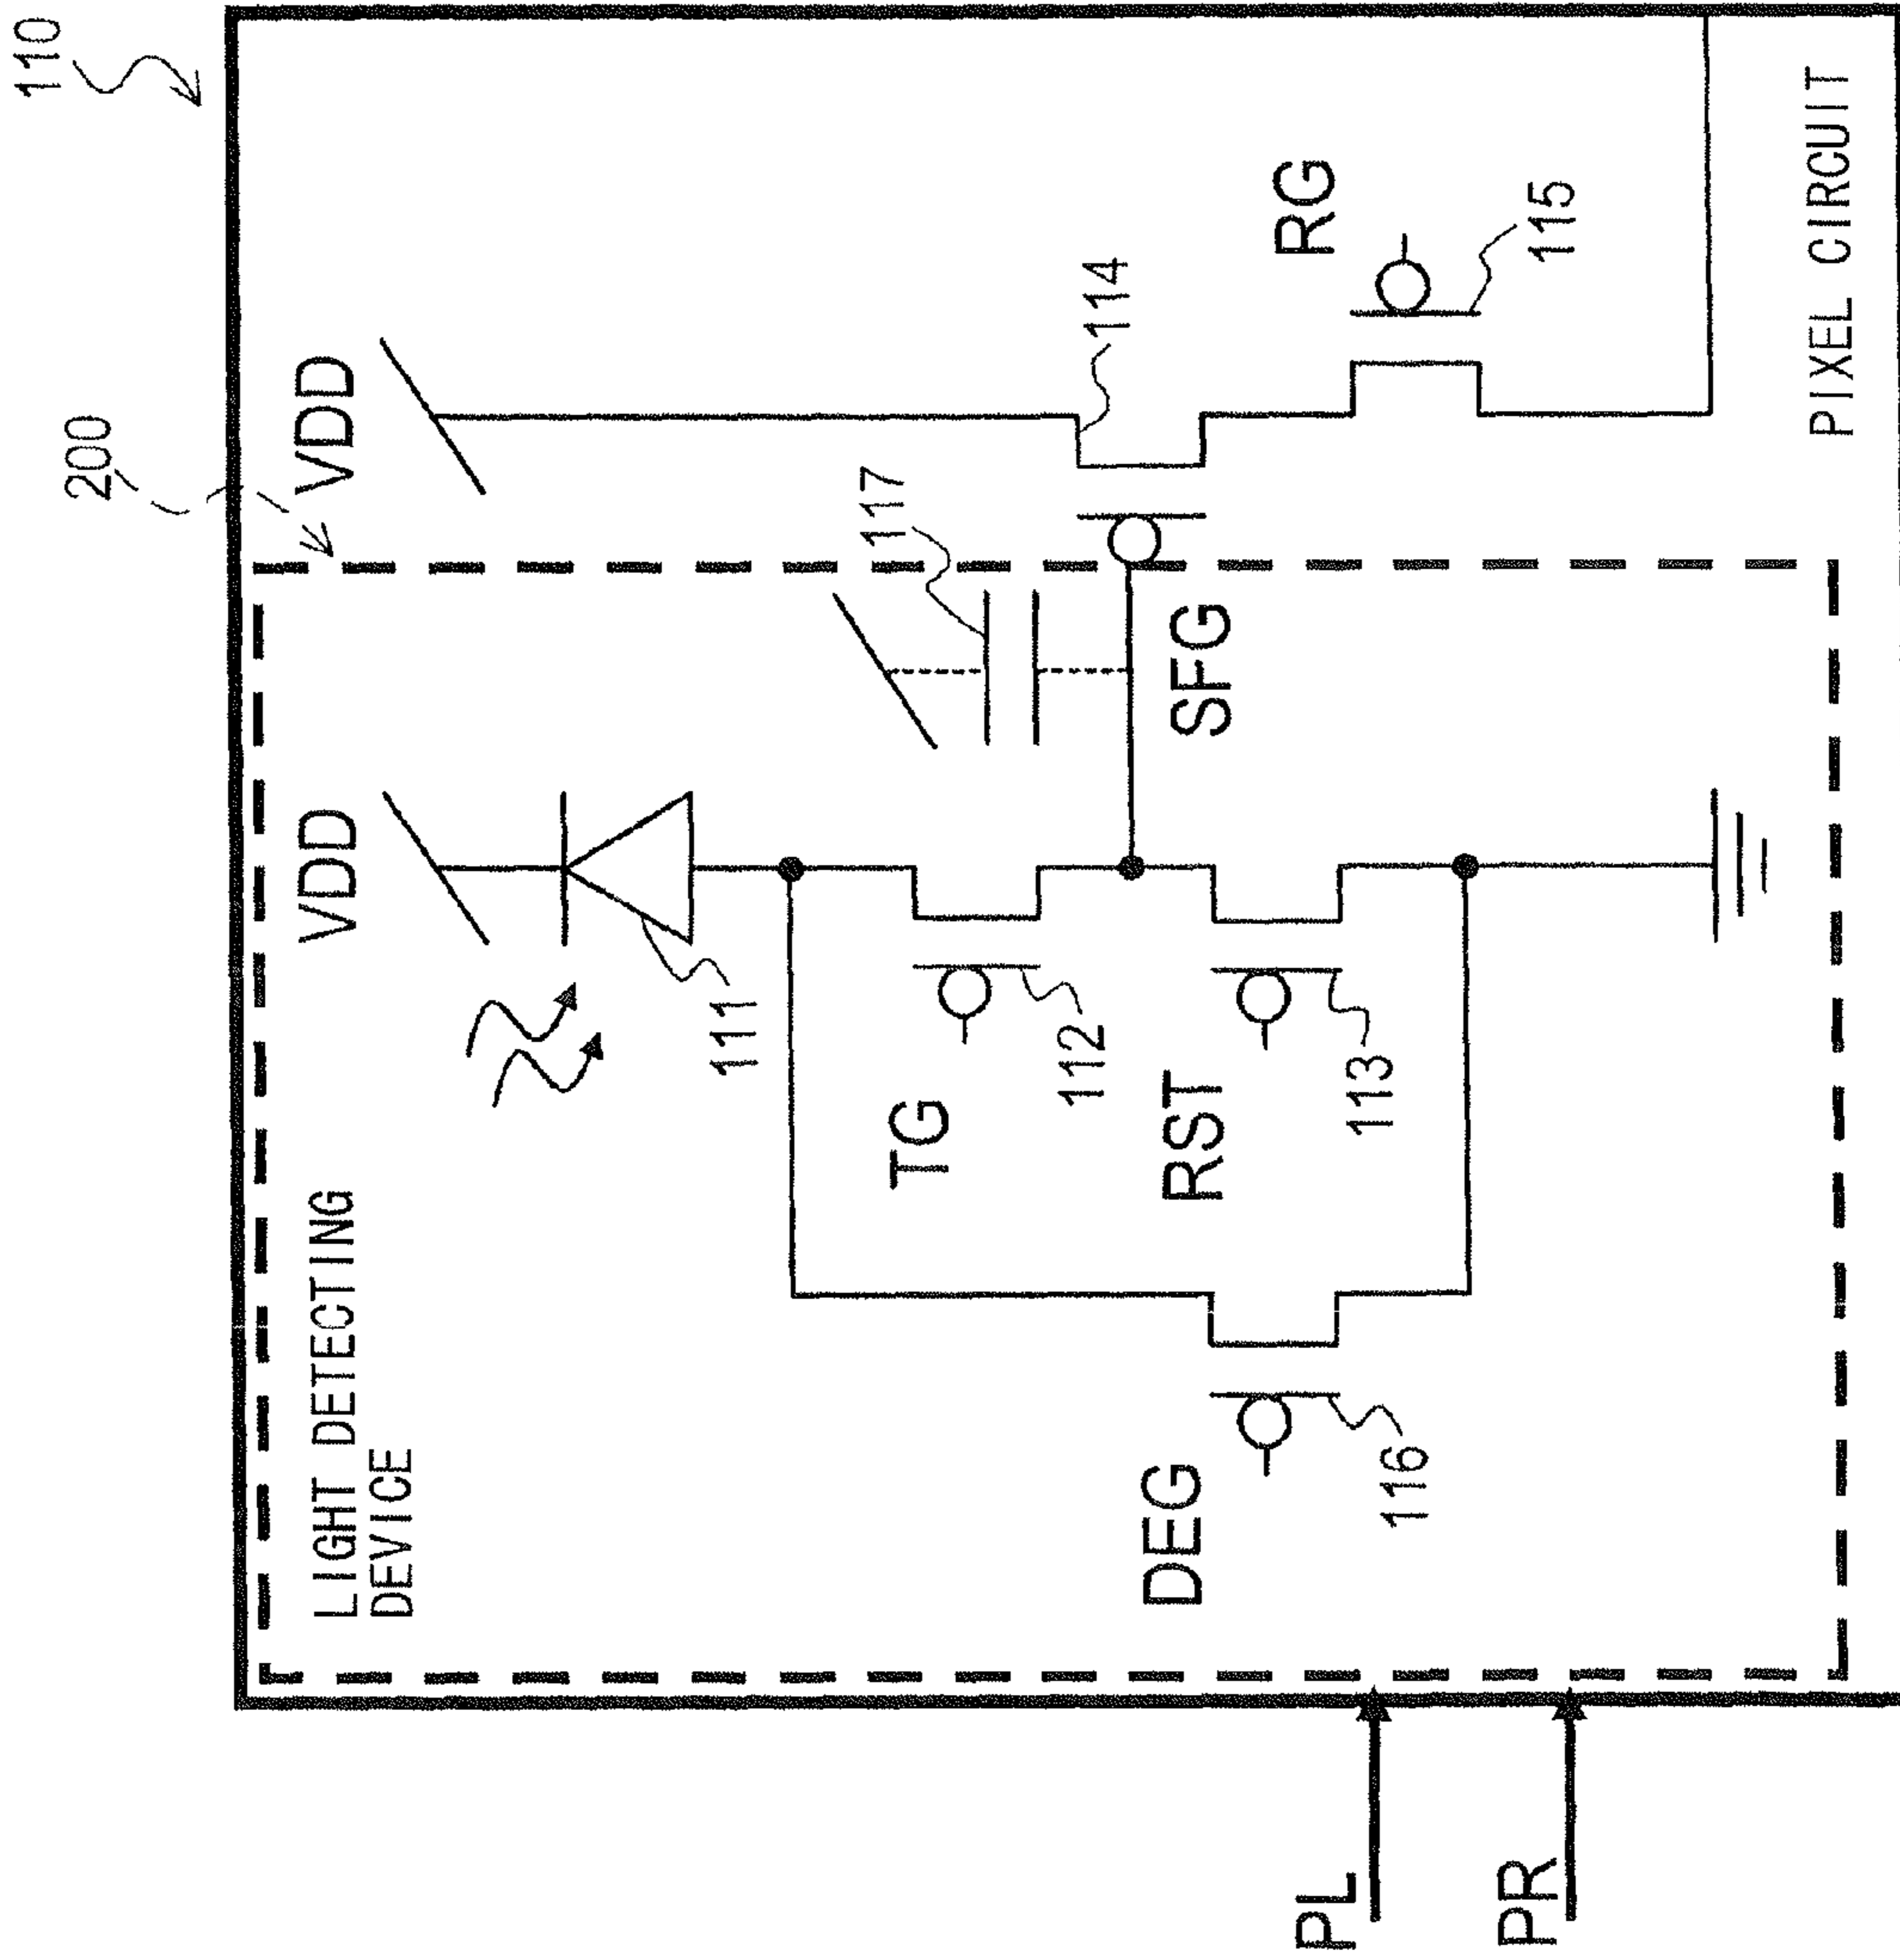 110
200
LIGHT DETECTING
DEVICE
VDD
VDD
111
117
114
TG
112
SFG
RG
115
RST
113
DEG
116
PL
PR
PIXEL CIRCUIT